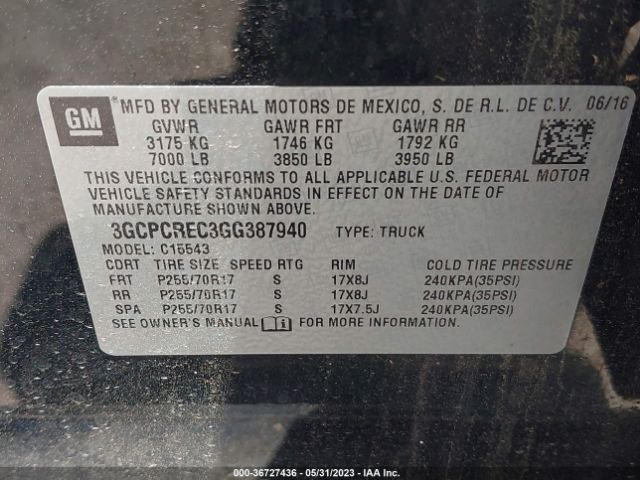 GM MFD BY GENERAL MOTORS DE MEXICO, S. DE R.L. DE C.V. 06/16
GVWR GAWR FRT GAWR RR
3175 KG 1746 KG 1792 KG
7000 LB 3850 LB 3950 LB
THIS VEHICLE CONFORMS TO ALL APPLICABLE U.S. FEDERAL MOTOR
VEHICLE SAFETY STANDARDS IN EFFECT ON THE DATE OF
MANUFACTURE SHOWN ABOVE.
3GCPCREC3GG387940 TYPE: TRUCK
MODEL: C15543
CDRT TIRE SIZE SPEED RTG RIM COLD TIRE PRESSURE
FRT P255/70R17 S 17X8J 240KPA(35PSI)
RR P255/70R17 S 17X8J 240KPA(35PSI)
SPA P255/70R17 S 17X7.5J 240KPA(35PSI)
SEE OWNER'S MANUAL FOR MORE INFORMATION.
000-36727436 - 05/31/2023 - IAA Inc.